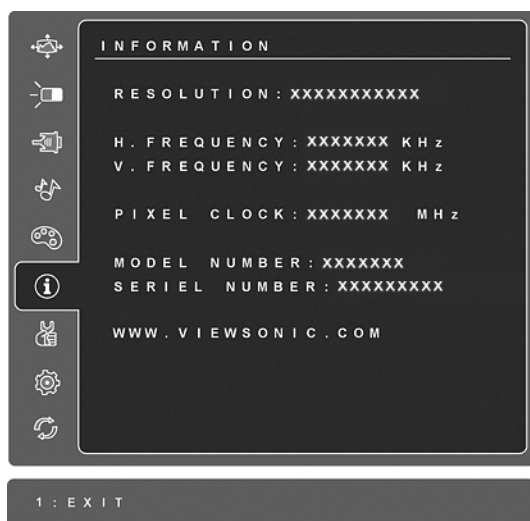 INFORMATION
RESOLUTION: XXXXXXXXXXX
H. FREQUENCY: XXXXXXX KHz
V. FREQUENCY: XXXXXXX KHz
PIXEL CLOCK: XXXXXXX MHz
MODEL NUMBER: XXXXXXX
SERIEL NUMBER: XXXXXXXXX
WWW.VIEWSONIC.COM
1:EXIT